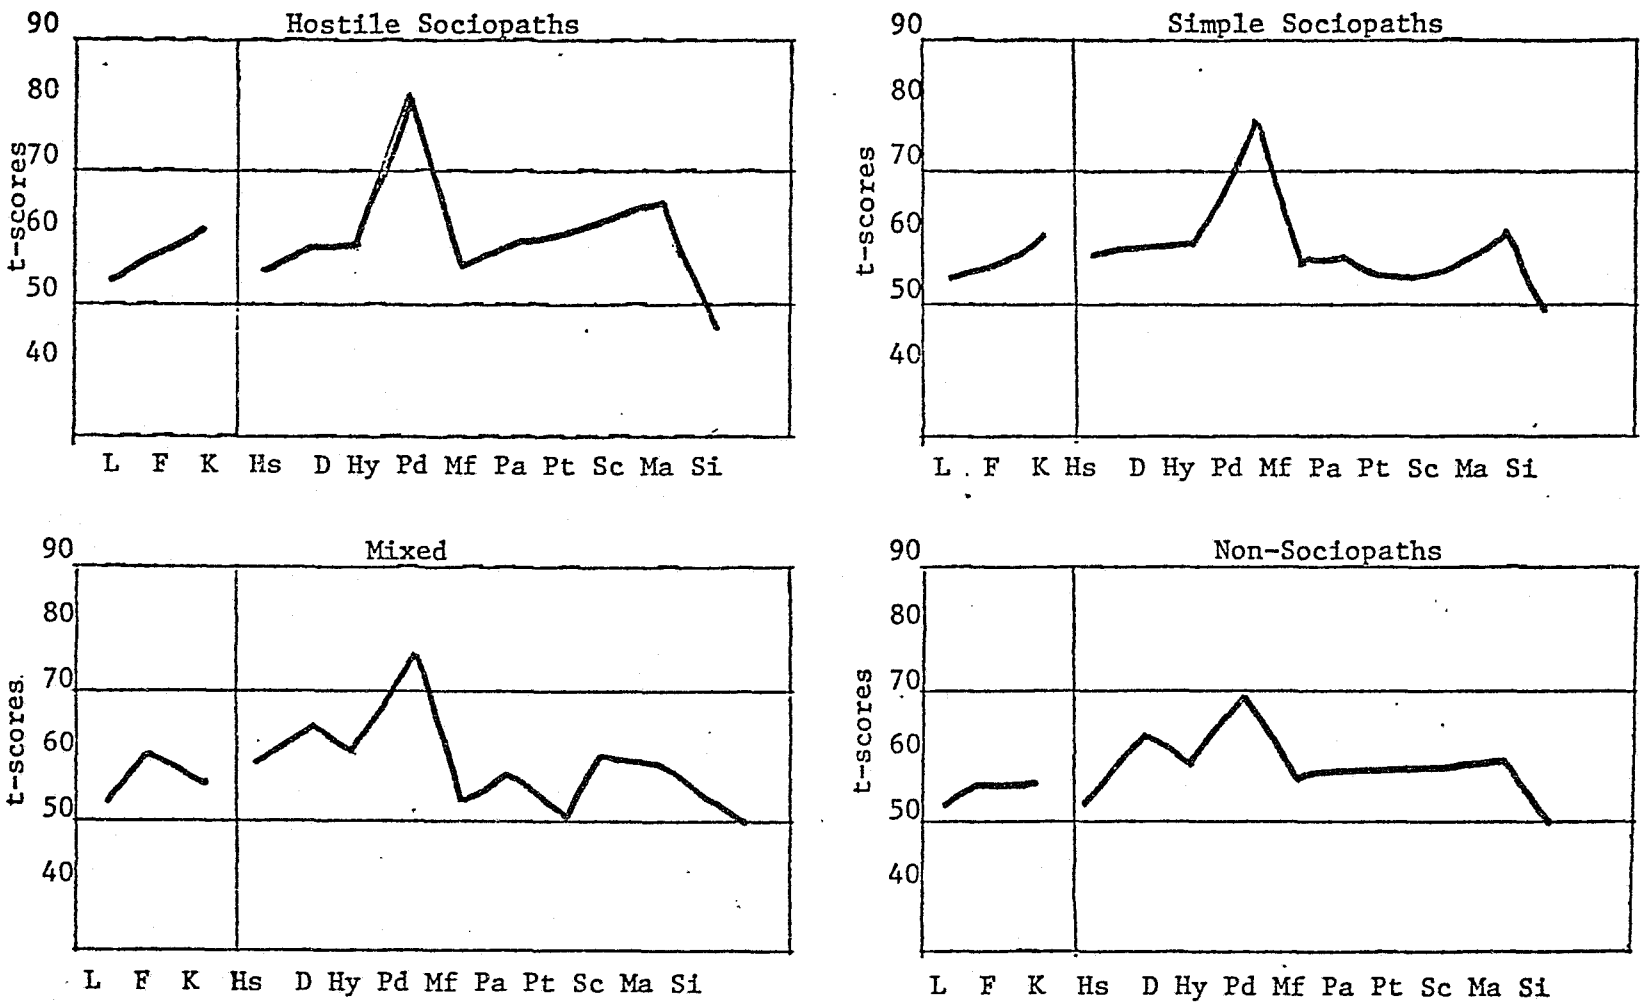 Hostile Sociopaths
90
80
70
60
50
40
t-scores
L F K Hs D Hy Pd Mf Pa Pt Sc Ma Si
Simple Sociopaths
90
80
70
60
50
40
t-scores
L F K Hs D Hy Pd Mf Pa Pt Sc Ma Si
Mixed
90
80
70
60
50
40
t-scores
L F K Hs D Hy Pd Mf Pa Pt Sc Ma Si
Non-Sociopaths
90
80
70
60
50
40
t-scores
L F K Hs D Hy Pd Mf Pa Pt Sc Ma Si